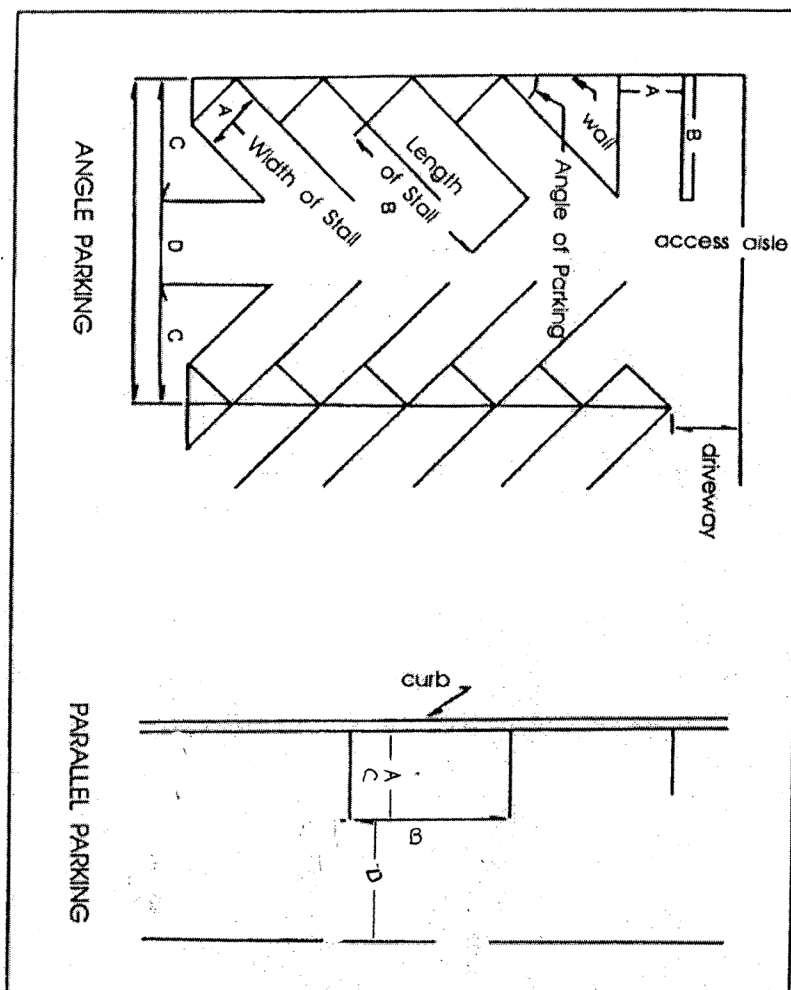 ANGLE PARKING
C
D
C
A
Width of Stall
Length
of Stall
B
Angle of Parking
wall
A
B
access aisle
driveway
PARALLEL PARKING
curb
A
C
B
D